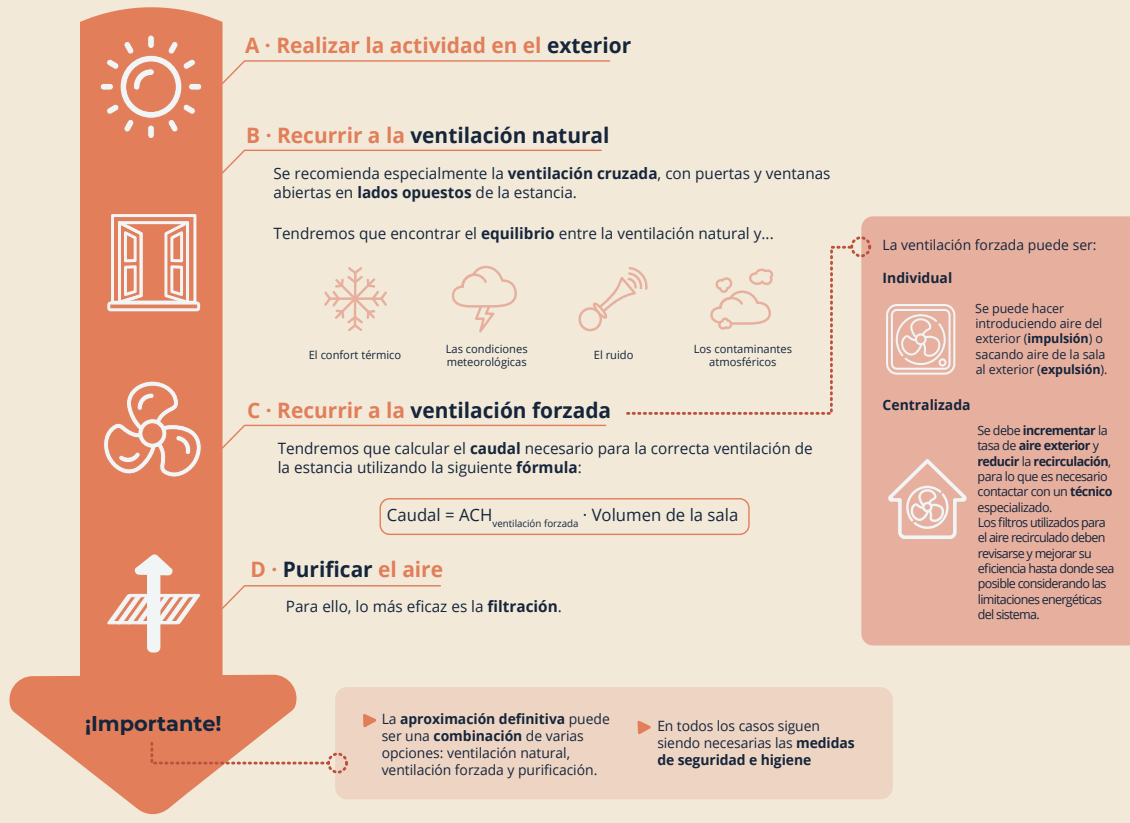 A · Realizar la actividad en el exterior
B · Recurrir a la ventilación natural
Se recomienda especialmente la ventilación cruzada, con puertas y ventanas
abiertas en lados opuestos de la estancia.
Tendremos que encontrar el equilibrio entre la ventilación natural y...
El confort térmico
Las condiciones
meteorológicas
El ruido
Los contaminantes
atmosféricos
C · Recurrir a la ventilación forzada
Tendremos que calcular el caudal necesario para la correcta ventilación de
la estancia utilizando la siguiente fórmula:
Caudal = ACHventilación forzada · Volumen de la sala
D · Purificar el aire
Para ello, lo más eficaz es la filtración.
La ventilación forzada puede ser:
Individual
Se puede hacer
introduciendo aire del
exterior (impulsión) o
sacando aire de la sala
al exterior (expulsión).
Centralizada
Se debe incrementar la
tasa de aire exterior y
reducir la recirculación,
para lo que es necesario
contactar con un técnico
especializado.
Los filtros utilizados para
el aire recirculado deben
revisarse y mejorar su
eficiencia hasta donde sea
posible considerando las
limitaciones energéticas
del sistema.
¡Importante!
La aproximación definitiva puede
ser una combinación de varias
opciones: ventilación natural,
ventilación forzada y purificación.
En todos los casos siguen
siendo necesarias las medidas
de seguridad e higiene